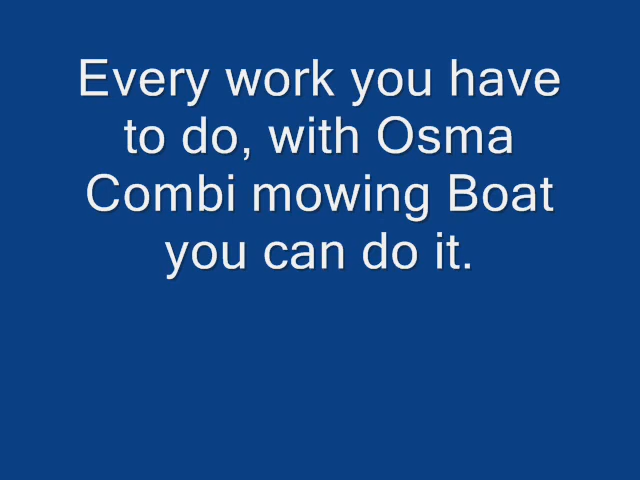 Every work you have
to do, with Osma
Combi mowing Boat
you can do it.